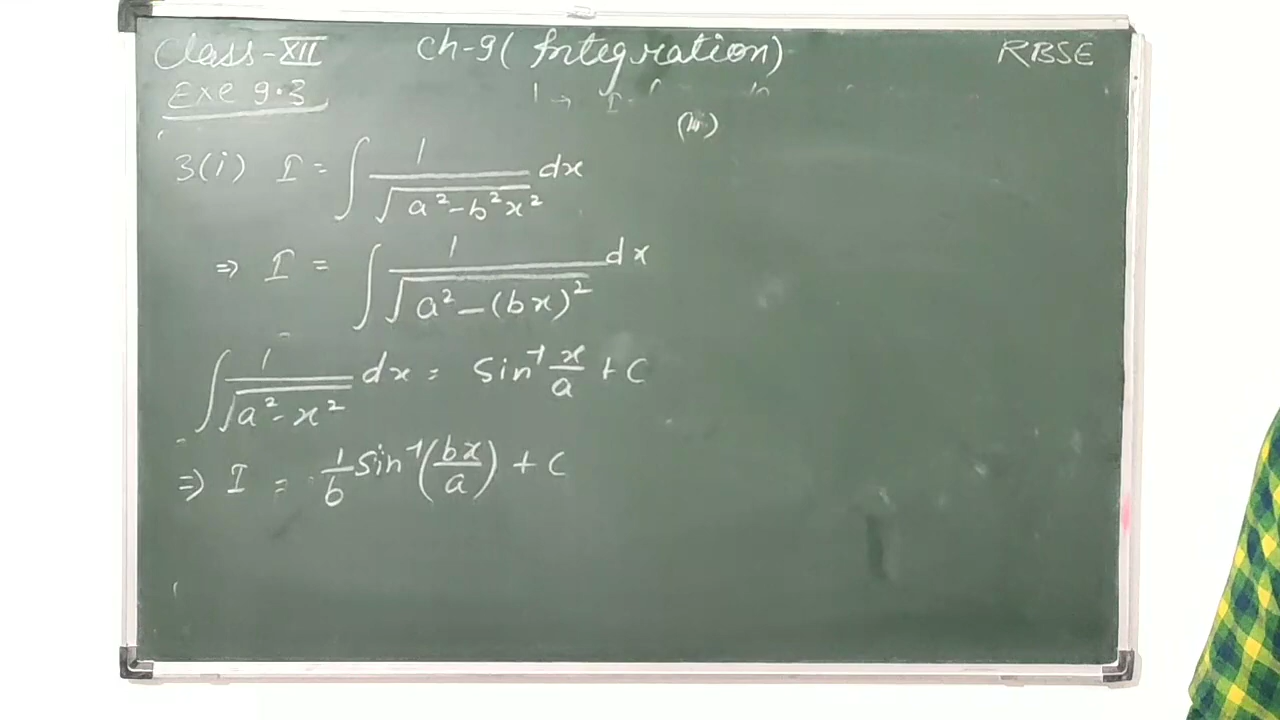 Class-XII Ch-9( Integration) RBSE
Exe 9.3
3(i) I = ∫ 1/√(a²-b²x²) dx
⇒ I = ∫ 1/√(a²-(bx)²) dx
∫ 1/√(a²-x²) dx = Sin⁻¹ x/a + C
⇒ I = 1/b Sin⁻¹(bx/a) + C